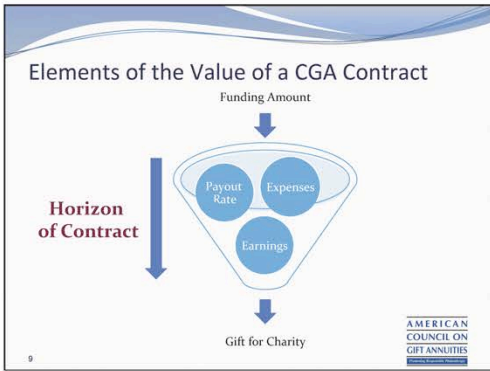 Elements of the Value of a CGA Contract
Funding Amount
Payout
Rate
Expenses
Earnings
Horizon
of Contract
Gift for Charity
AMERICAN
COUNCIL ON
GIFT ANNUITIES
9